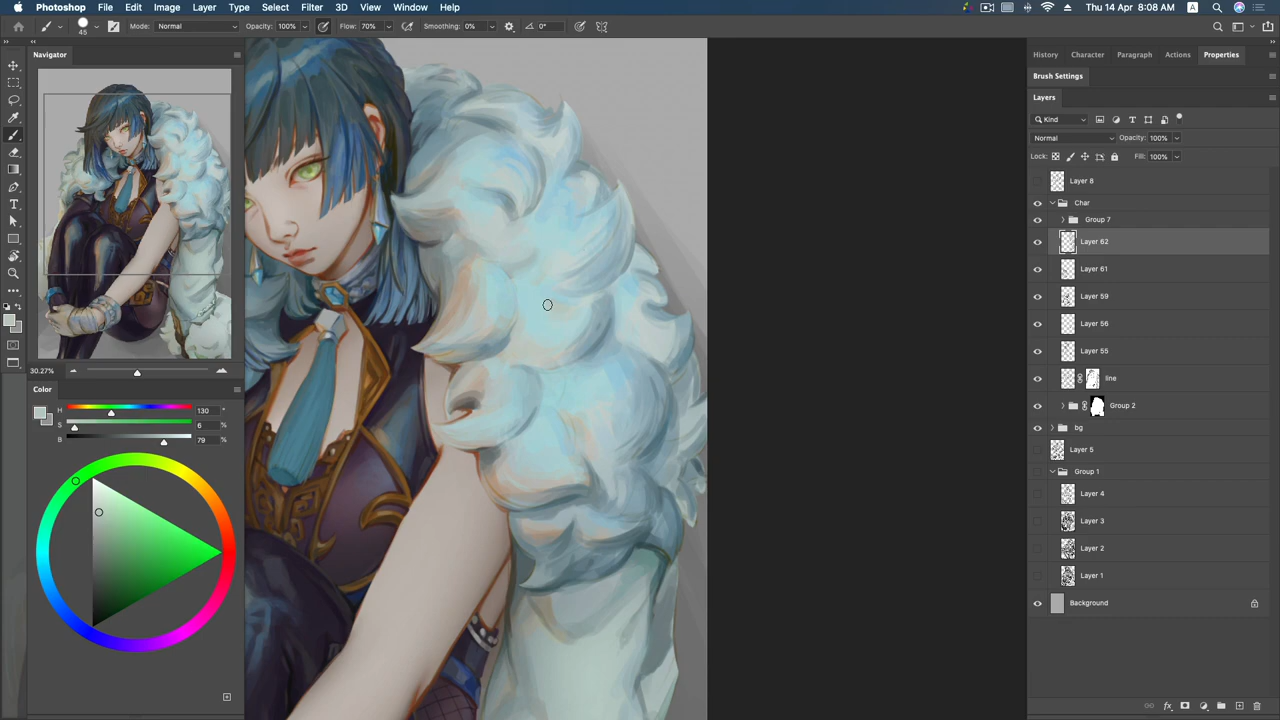 Photoshop File Edit Image Layer Type Select Filter 3D View Window Help Thu 14 Apr 8:08 AM A
45 Mode: Normal Opacity: 100% Flow: 70% Smoothing: 0% 0°
Navigator
30.27%
Color
H 130 °
S 6 %
B 79 %
History Character Paragraph Actions Properties
Brush Settings
Layers
Kind
Normal Opacity: 100%
Lock: Fill: 100%
Layer 8
Char
Group 7
Layer 62
Layer 61
Layer 59
Layer 56
Layer 55
line
Group 2
bg
Layer 5
Group 1
Layer 4
Layer 3
Layer 2
Layer 1
Background
fx